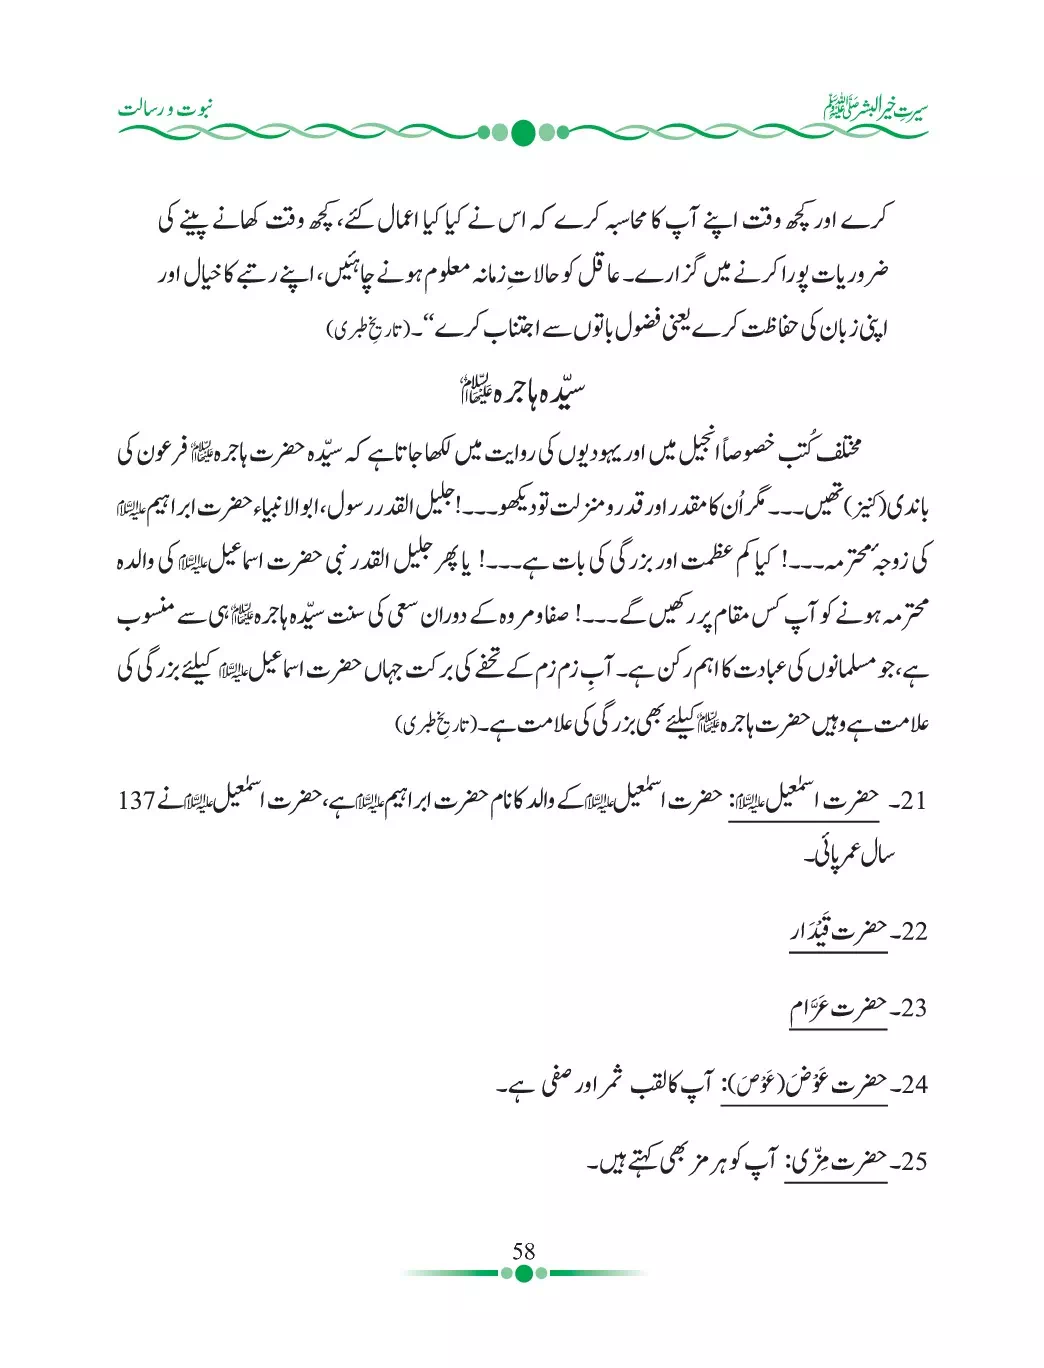 سیرتِ خیرالبشرﷺ
نبوت و رسالت
کرے اور کچھ وقت اپنے آپ کا محاسبہ کرے کہ اس نے کیا کیا اعمال کئے، کچھ وقت کھانے پینے کی
ضروریات پورا کرنے میں گزارے۔ عاقل کو حالاتِ زمانہ معلوم ہونے چاہئیں، اپنے رتبے کا خیال اور
اپنی زبان کی حفاظت کرے یعنی فضول باتوں سے اجتناب کرے“۔ (تاریخِ طبری)
سیّدہ ہاجرہ علیہا السلام
مختلف کُتب خصوصاً انجیل میں اور یہودیوں کی روایت میں لکھا جاتا ہے کہ سیّدہ حضرت ہاجرہ علیہا السلام فرعون کی
باندی (کنیز) تھیں۔۔۔ مگر اُن کا مقدر اور قدر و منزلت تو دیکھو۔۔۔! جلیل القدر رسول، ابوالانبیاء حضرت ابراہیم علیہ السلام
کی زوجۂ محترمہ۔۔۔! کیا کم عظمت اور بزرگی کی بات ہے۔۔۔! یا پھر جلیل القدر نبی حضرت اسماعیل علیہ السلام کی والدہ
محترمہ ہونے کو آپ کس مقام پر رکھیں گے۔۔۔! صفا و مروہ کے دوران سعی کی سنت سیّدہ ہاجرہ علیہا السلام ہی سے منسوب
ہے، جو مسلمانوں کی عبادت کا اہم رکن ہے۔ آبِ زم زم کے تحفے کی برکت جہاں حضرت اسماعیل علیہ السلام کیلئے بزرگی کی
علامت ہے وہیں حضرت ہاجرہ علیہا السلام کیلئے بھی بزرگی کی علامت ہے۔ (تاریخِ طبری)
21۔ حضرت اسمٰعیل علیہ السلام: حضرت اسمٰعیل علیہ السلام کے والد کا نام حضرت ابراہیم علیہ السلام ہے، حضرت اسمٰعیل علیہ السلام نے 137
سال عمر پائی۔
22۔ حضرت قَیْدَار
23۔ حضرت عَرَّام
24۔ حضرت عَوْضَ (عَوْصَ): آپ کا لقب ثمر اور صفی ہے۔
25۔ حضرت مِزّی: آپ کو ہرمز بھی کہتے ہیں۔
58